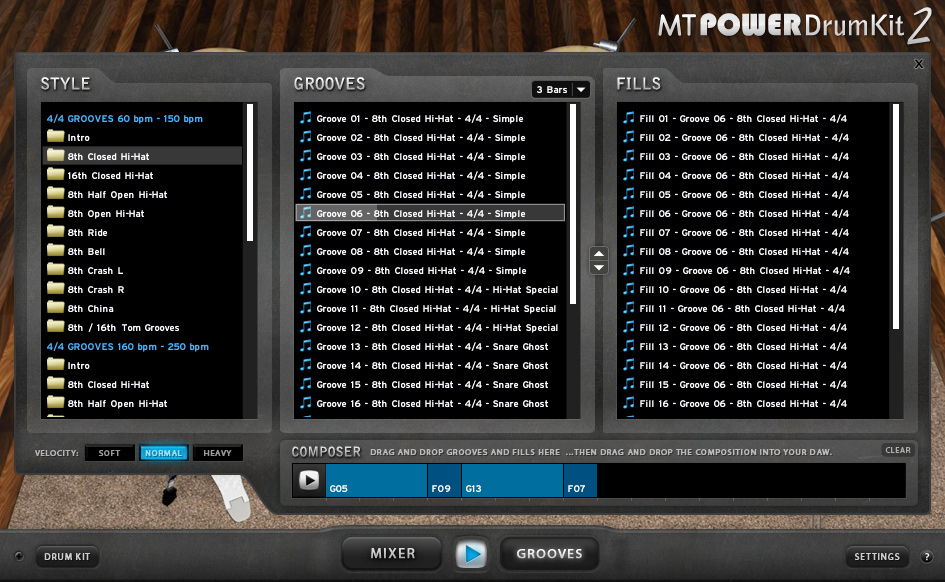 MT POWER DrumKit 2
X
STYLE
4/4 GROOVES 60 bpm - 150 bpm
Intro
8th Closed Hi-Hat
16th Closed Hi-Hat
8th Half Open Hi-Hat
8th Open Hi-Hat
8th Ride
8th Bell
8th Crash L
8th Crash R
8th China
8th / 16th Tom Grooves
4/4 GROOVES 160 bpm - 250 bpm
Intro
8th Closed Hi-Hat
8th Half Open Hi-Hat
GROOVES
3 Bars
Groove 01 - 8th Closed Hi-Hat - 4/4 - Simple
Groove 02 - 8th Closed Hi-Hat - 4/4 - Simple
Groove 03 - 8th Closed Hi-Hat - 4/4 - Simple
Groove 04 - 8th Closed Hi-Hat - 4/4 - Simple
Groove 05 - 8th Closed Hi-Hat - 4/4 - Simple
Groove 06 - 8th Closed Hi-Hat - 4/4 - Simple
Groove 07 - 8th Closed Hi-Hat - 4/4 - Simple
Groove 08 - 8th Closed Hi-Hat - 4/4 - Simple
Groove 09 - 8th Closed Hi-Hat - 4/4 - Simple
Groove 10 - 8th Closed Hi-Hat - 4/4 - Hi-Hat Special
Groove 11 - 8th Closed Hi-Hat - 4/4 - Hi-Hat Special
Groove 12 - 8th Closed Hi-Hat - 4/4 - Hi-Hat Special
Groove 13 - 8th Closed Hi-Hat - 4/4 - Snare Ghost
Groove 14 - 8th Closed Hi-Hat - 4/4 - Snare Ghost
Groove 15 - 8th Closed Hi-Hat - 4/4 - Snare Ghost
Groove 16 - 8th Closed Hi-Hat - 4/4 - Snare Ghost
FILLS
Fill 01 - Groove 06 - 8th Closed Hi-Hat - 4/4
Fill 02 - Groove 06 - 8th Closed Hi-Hat - 4/4
Fill 03 - Groove 06 - 8th Closed Hi-Hat - 4/4
Fill 04 - Groove 06 - 8th Closed Hi-Hat - 4/4
Fill 05 - Groove 06 - 8th Closed Hi-Hat - 4/4
Fill 06 - Groove 06 - 8th Closed Hi-Hat - 4/4
Fill 07 - Groove 06 - 8th Closed Hi-Hat - 4/4
Fill 08 - Groove 06 - 8th Closed Hi-Hat - 4/4
Fill 09 - Groove 06 - 8th Closed Hi-Hat - 4/4
Fill 10 - Groove 06 - 8th Closed Hi-Hat - 4/4
Fill 11 - Groove 06 - 8th Closed Hi-Hat - 4/4
Fill 12 - Groove 06 - 8th Closed Hi-Hat - 4/4
Fill 13 - Groove 06 - 8th Closed Hi-Hat - 4/4
Fill 14 - Groove 06 - 8th Closed Hi-Hat - 4/4
Fill 15 - Groove 06 - 8th Closed Hi-Hat - 4/4
Fill 16 - Groove 06 - 8th Closed Hi-Hat - 4/4
VELOCITY: SOFT NORMAL HEAVY
COMPOSER DRAG AND DROP GROOVES AND FILLS HERE ...THEN DRAG AND DROP THE COMPOSITION INTO YOUR DAW. CLEAR
G05 F09 G13 F07
DRUM KIT MIXER GROOVES SETTINGS ?